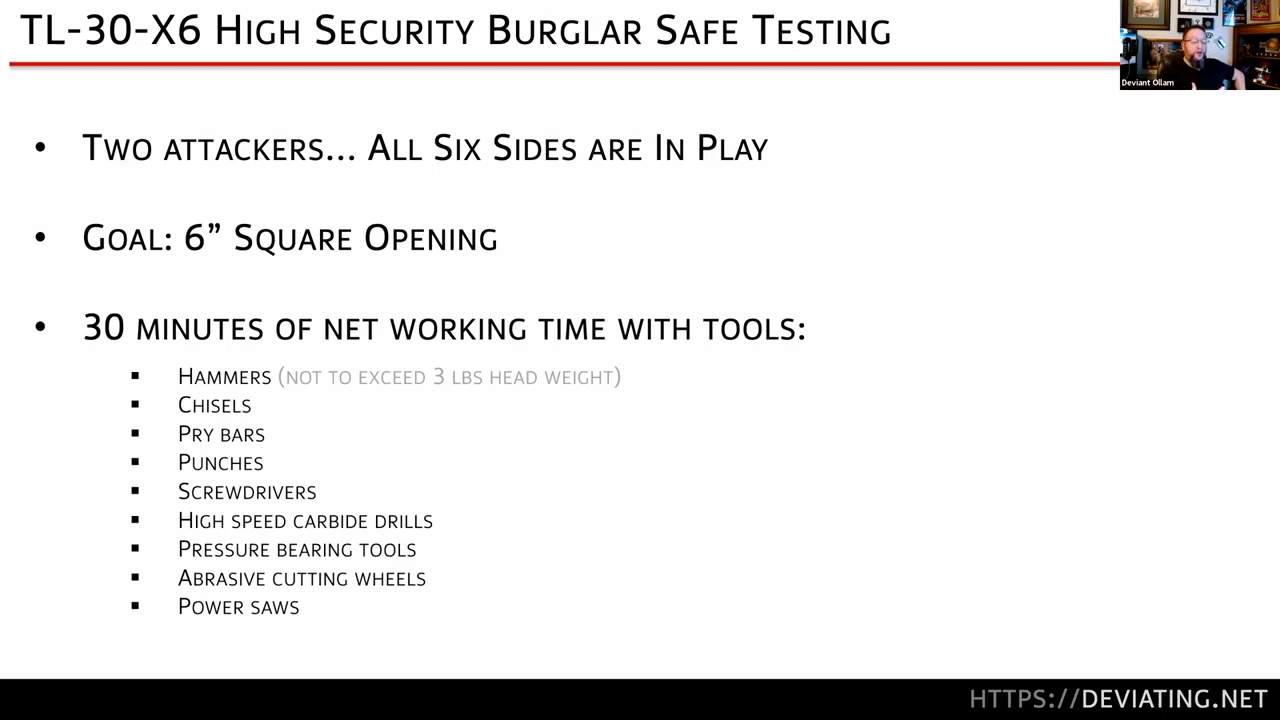 TL-30-X6 High Security Burglar Safe Testing
Deviant Ollam
• Two attackers... All Six Sides are In Play
• Goal: 6” Square Opening
• 30 minutes of net working time with tools:
▪ Hammers (not to exceed 3 lbs head weight)
▪ Chisels
▪ Pry bars
▪ Punches
▪ Screwdrivers
▪ High speed carbide drills
▪ Pressure bearing tools
▪ Abrasive cutting wheels
▪ Power saws
https://deviating.net